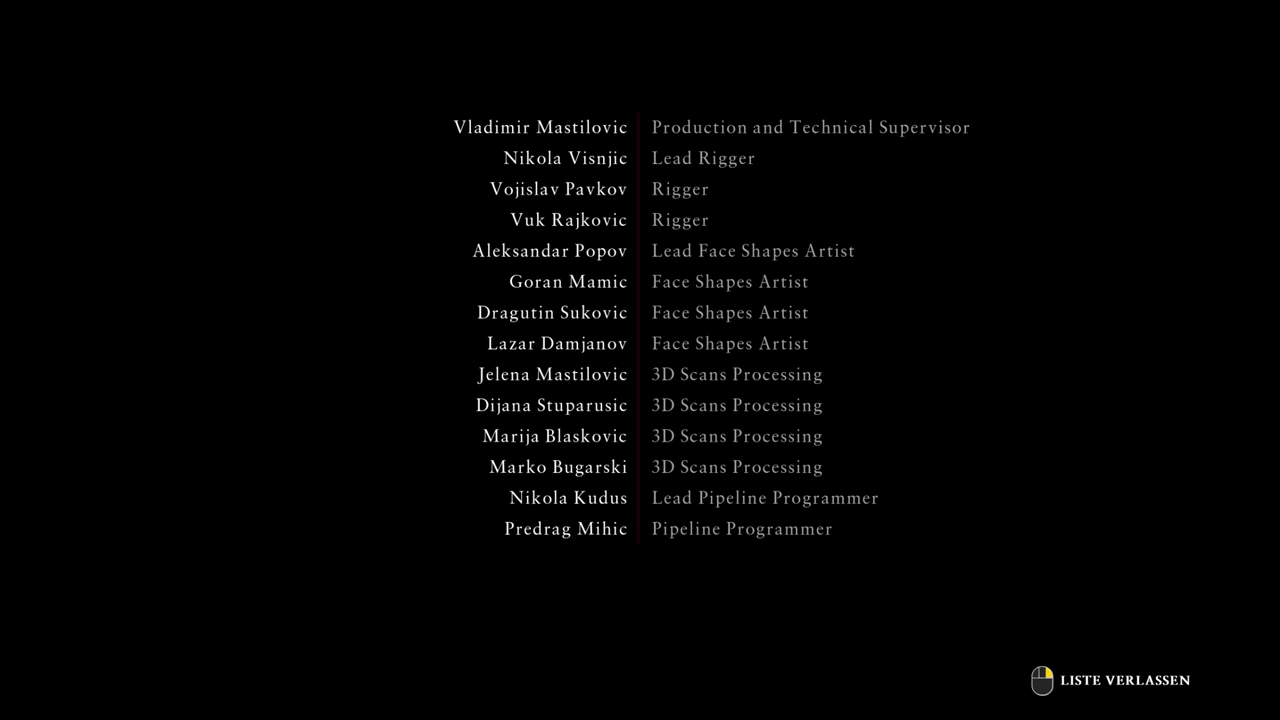 Vladimir Mastilovic Production and Technical Supervisor
Nikola Visnjic Lead Rigger
Vojislav Pavkov Rigger
Vuk Rajkovic Rigger
Aleksandar Popov Lead Face Shapes Artist
Goran Mamic Face Shapes Artist
Dragutin Sukovic Face Shapes Artist
Lazar Damjanov Face Shapes Artist
Jelena Mastilovic 3D Scans Processing
Dijana Stuparusic 3D Scans Processing
Marija Blaskovic 3D Scans Processing
Marko Bugarski 3D Scans Processing
Nikola Kudus Lead Pipeline Programmer
Predrag Mihic Pipeline Programmer
LISTE VERLASSEN